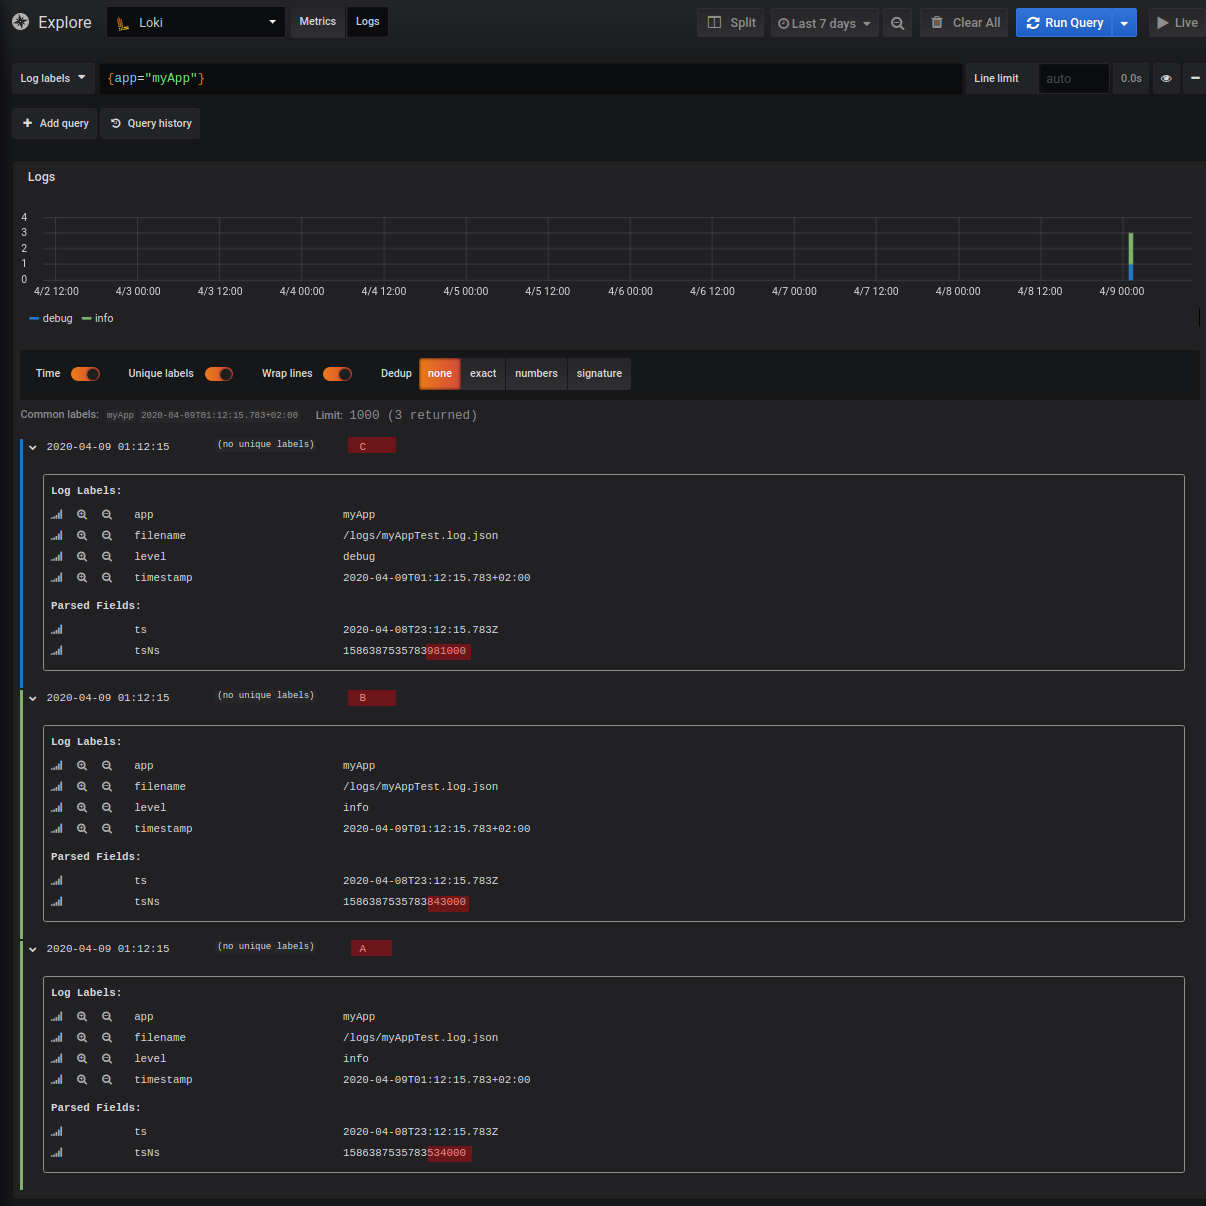 Explore Loki Metrics Logs Split Last 7 days Clear All Run Query Live
Log labels {app="myApp"} Line limit auto 0.0s
Add query Query history
Logs
4
3
2
1
0
4/2 12:00 4/3 00:00 4/3 12:00 4/4 00:00 4/4 12:00 4/5 00:00 4/5 12:00 4/6 00:00 4/6 12:00 4/7 00:00 4/7 12:00 4/8 00:00 4/8 12:00 4/9 00:00
debug info
Time Unique labels Wrap lines Dedup none exact numbers signature
Common labels: myApp 2020-04-09T01:12:15.783+02:00 Limit: 1000 (3 returned)
2020-04-09 01:12:15 (no unique labels) C
Log Labels:
app myApp
filename /logs/myAppTest.log.json
level debug
timestamp 2020-04-09T01:12:15.783+02:00
Parsed Fields:
ts 2020-04-08T23:12:15.783Z
tsNs 1586387535783981000
2020-04-09 01:12:15 (no unique labels) B
Log Labels:
app myApp
filename /logs/myAppTest.log.json
level info
timestamp 2020-04-09T01:12:15.783+02:00
Parsed Fields:
ts 2020-04-08T23:12:15.783Z
tsNs 1586387535783843000
2020-04-09 01:12:15 (no unique labels) A
Log Labels:
app myApp
filename /logs/myAppTest.log.json
level info
timestamp 2020-04-09T01:12:15.783+02:00
Parsed Fields:
ts 2020-04-08T23:12:15.783Z
tsNs 1586387535783534000